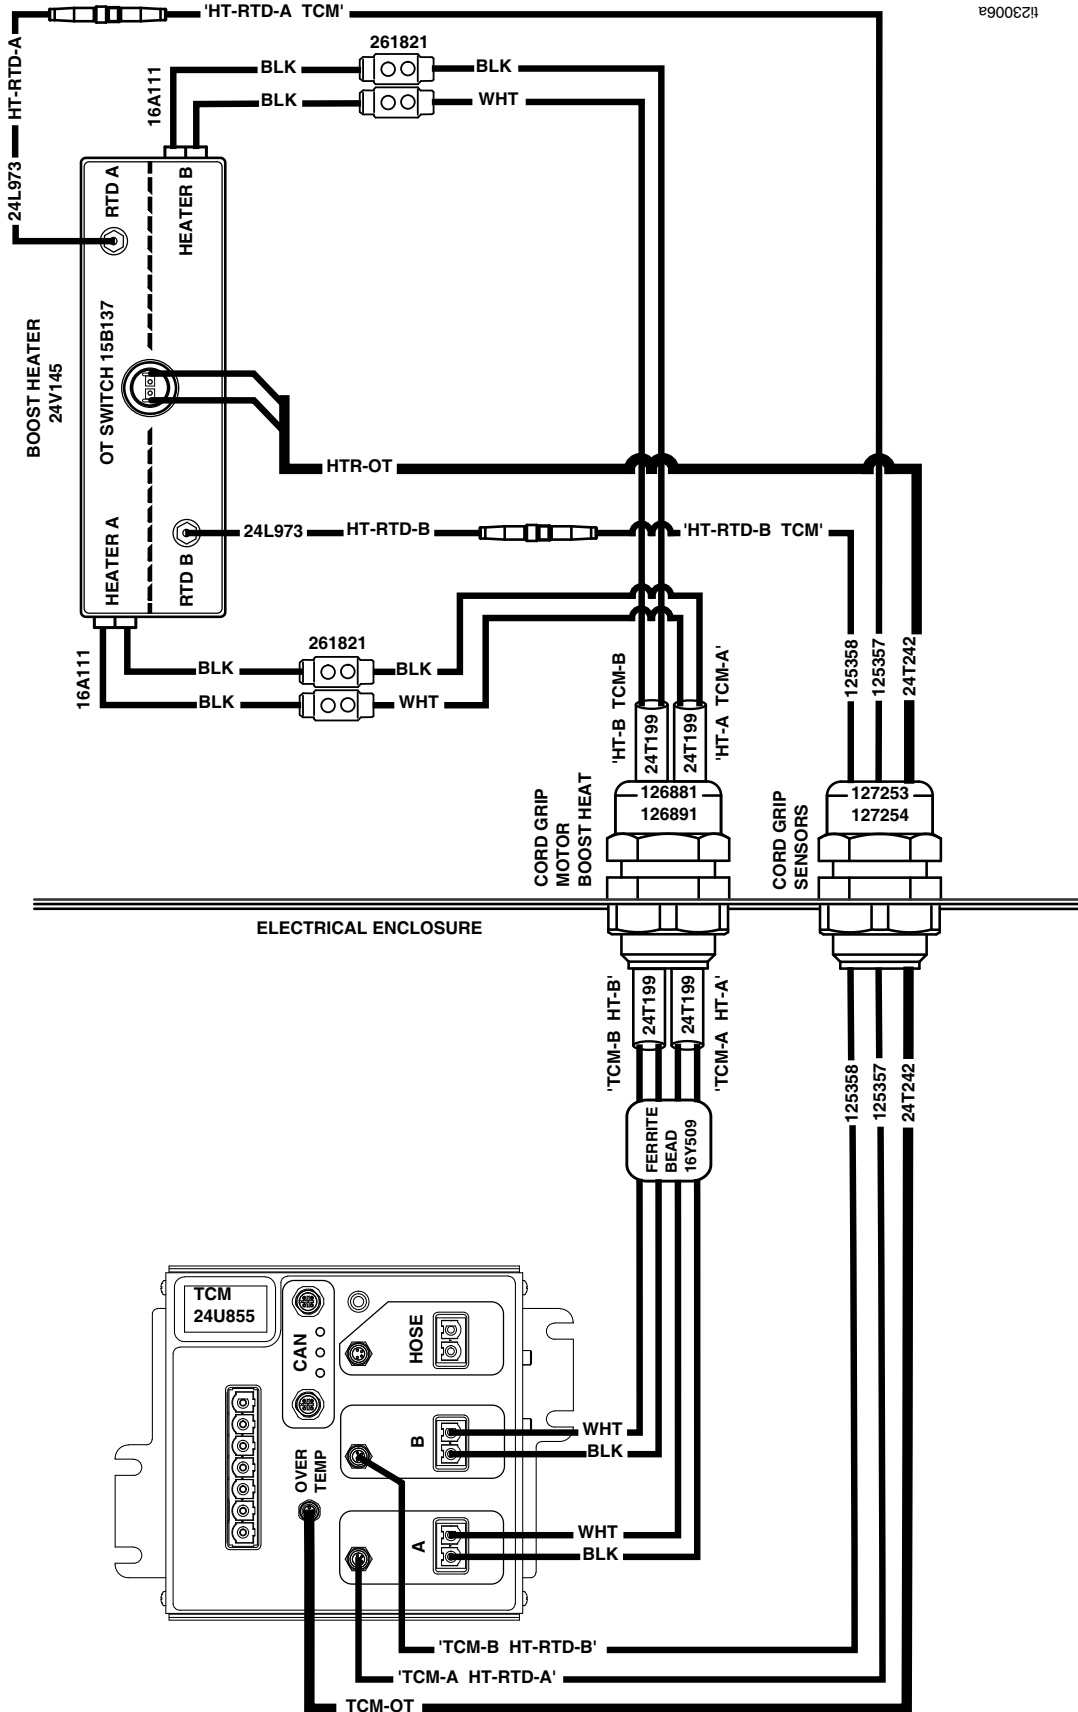 'HT-RTD-A TCM'
ti23006a
HT-RTD-A
24L973
261821
BLK
BLK
BLK
WHT
16A111
RTD A
HEATER B
BOOST HEATER
24V145
OT SWITCH 15B137
HTR-OT
HEATER A
RTD B
24L973
HT-RTD-B
'HT-RTD-B TCM'
16A111
261821
BLK
BLK
BLK
WHT
'HT-B TCM-B
24T199
24T199
'HT-A TCM-A'
125358
125357
24T242
CORD GRIP
MOTOR
BOOST HEAT
126881
126891
CORD GRIP
SENSORS
127253
127254
ELECTRICAL ENCLOSURE
'TCM-B HT-B'
24T199
24T199
'TCM-A HT-A'
125358
125357
24T242
FERRITE
BEAD
16Y509
TCM
24U855
CAN
HOSE
OVER
TEMP
B
WHT
BLK
A
WHT
BLK
'TCM-B HT-RTD-B'
'TCM-A HT-RTD-A'
TCM-OT